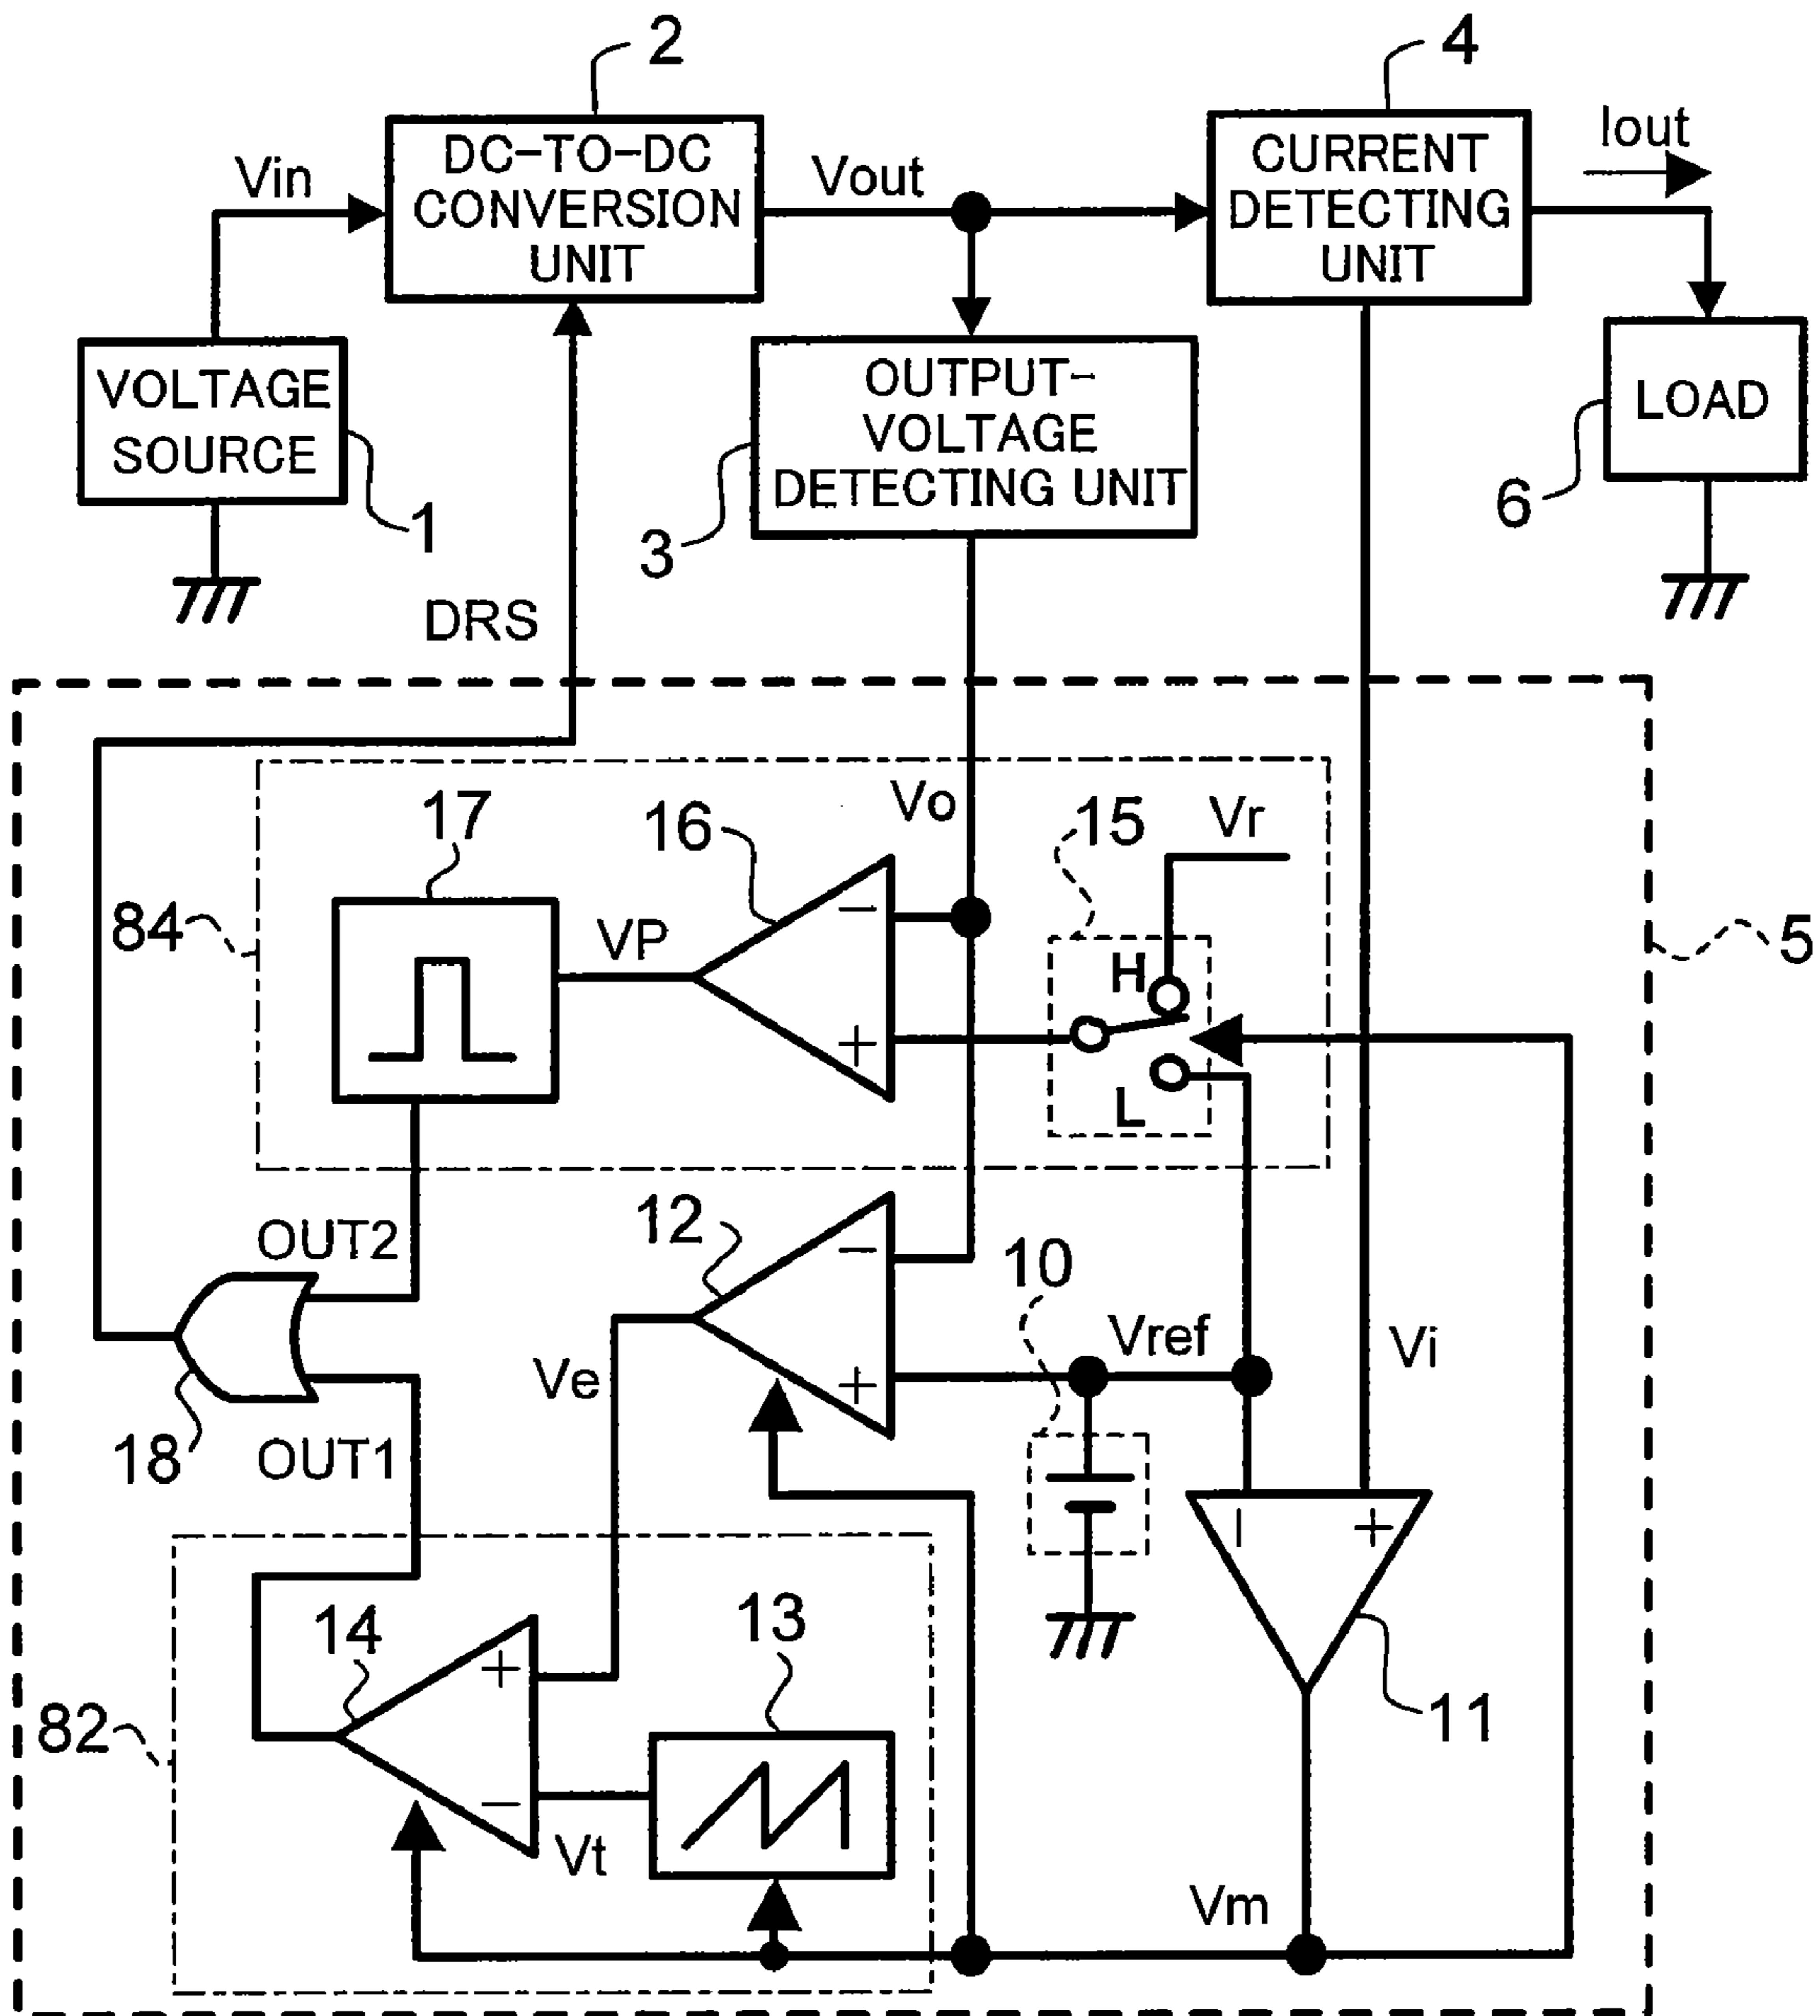 2
4
DC-TO-DC
CONVERSION
UNIT
CURRENT
DETECTING
UNIT
Iout
Vin
Vout
VOLTAGE
SOURCE
OUTPUT-
VOLTAGE
DETECTING UNIT
LOAD
1
3
6
DRS
17
16
Vo
15
Vr
84
VP
−
H
5
+
L
12
OUT2
−
10
Vref
Ve
+
Vi
18
OUT1
−
+
14
13
+
11
82
−
Vt
Vm